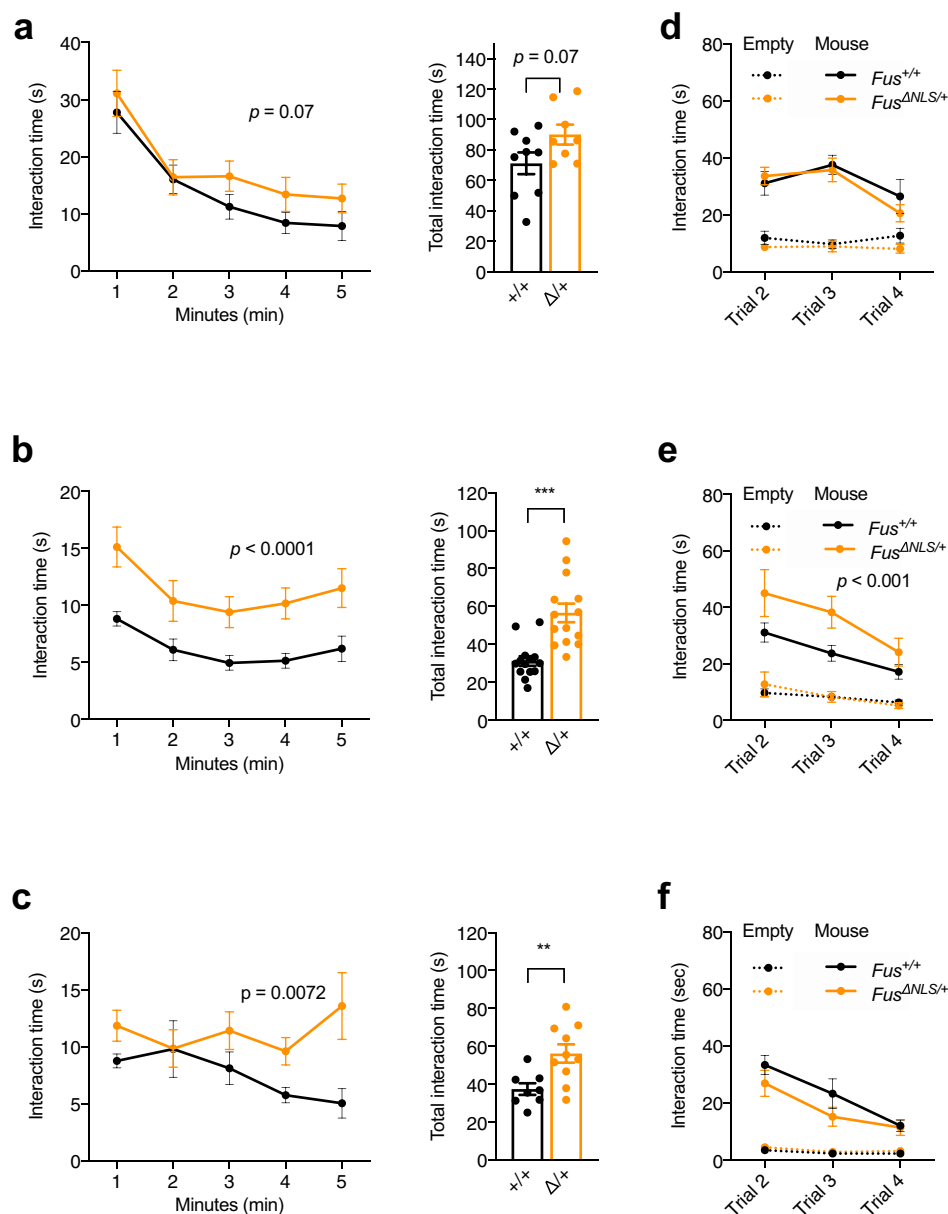 a
40
30
20
10
0
Interaction time (s)
p = 0.07
1 2 3 4 5
Minutes (min)
140
120
100
80
60
40
20
0
Total interaction time (s)
p = 0.07
+/+ Δ/+
d
80
60
40
20
0
Interaction time (s)
Empty Mouse
Fus+/+
FusΔNLS/+
Trial 2 Trial 3 Trial 4
b
20
15
10
5
0
Interaction time (s)
p < 0.0001
1 2 3 4 5
Minutes (min)
120
100
80
60
40
20
0
Total interaction time (s)
***
+/+ Δ/+
e
80
60
40
20
0
Interaction time (s)
Empty Mouse
Fus+/+
FusΔNLS/+
p < 0.001
Trial 2 Trial 3 Trial 4
c
20
15
10
5
0
Interaction time (s)
p = 0.0072
1 2 3 4 5
Minutes (min)
120
100
80
60
40
20
0
Total interaction time (s)
**
+/+ Δ/+
f
80
60
40
20
0
Interaction time (sec)
Empty Mouse
Fus+/+
FusΔNLS/+
Trial 2 Trial 3 Trial 4